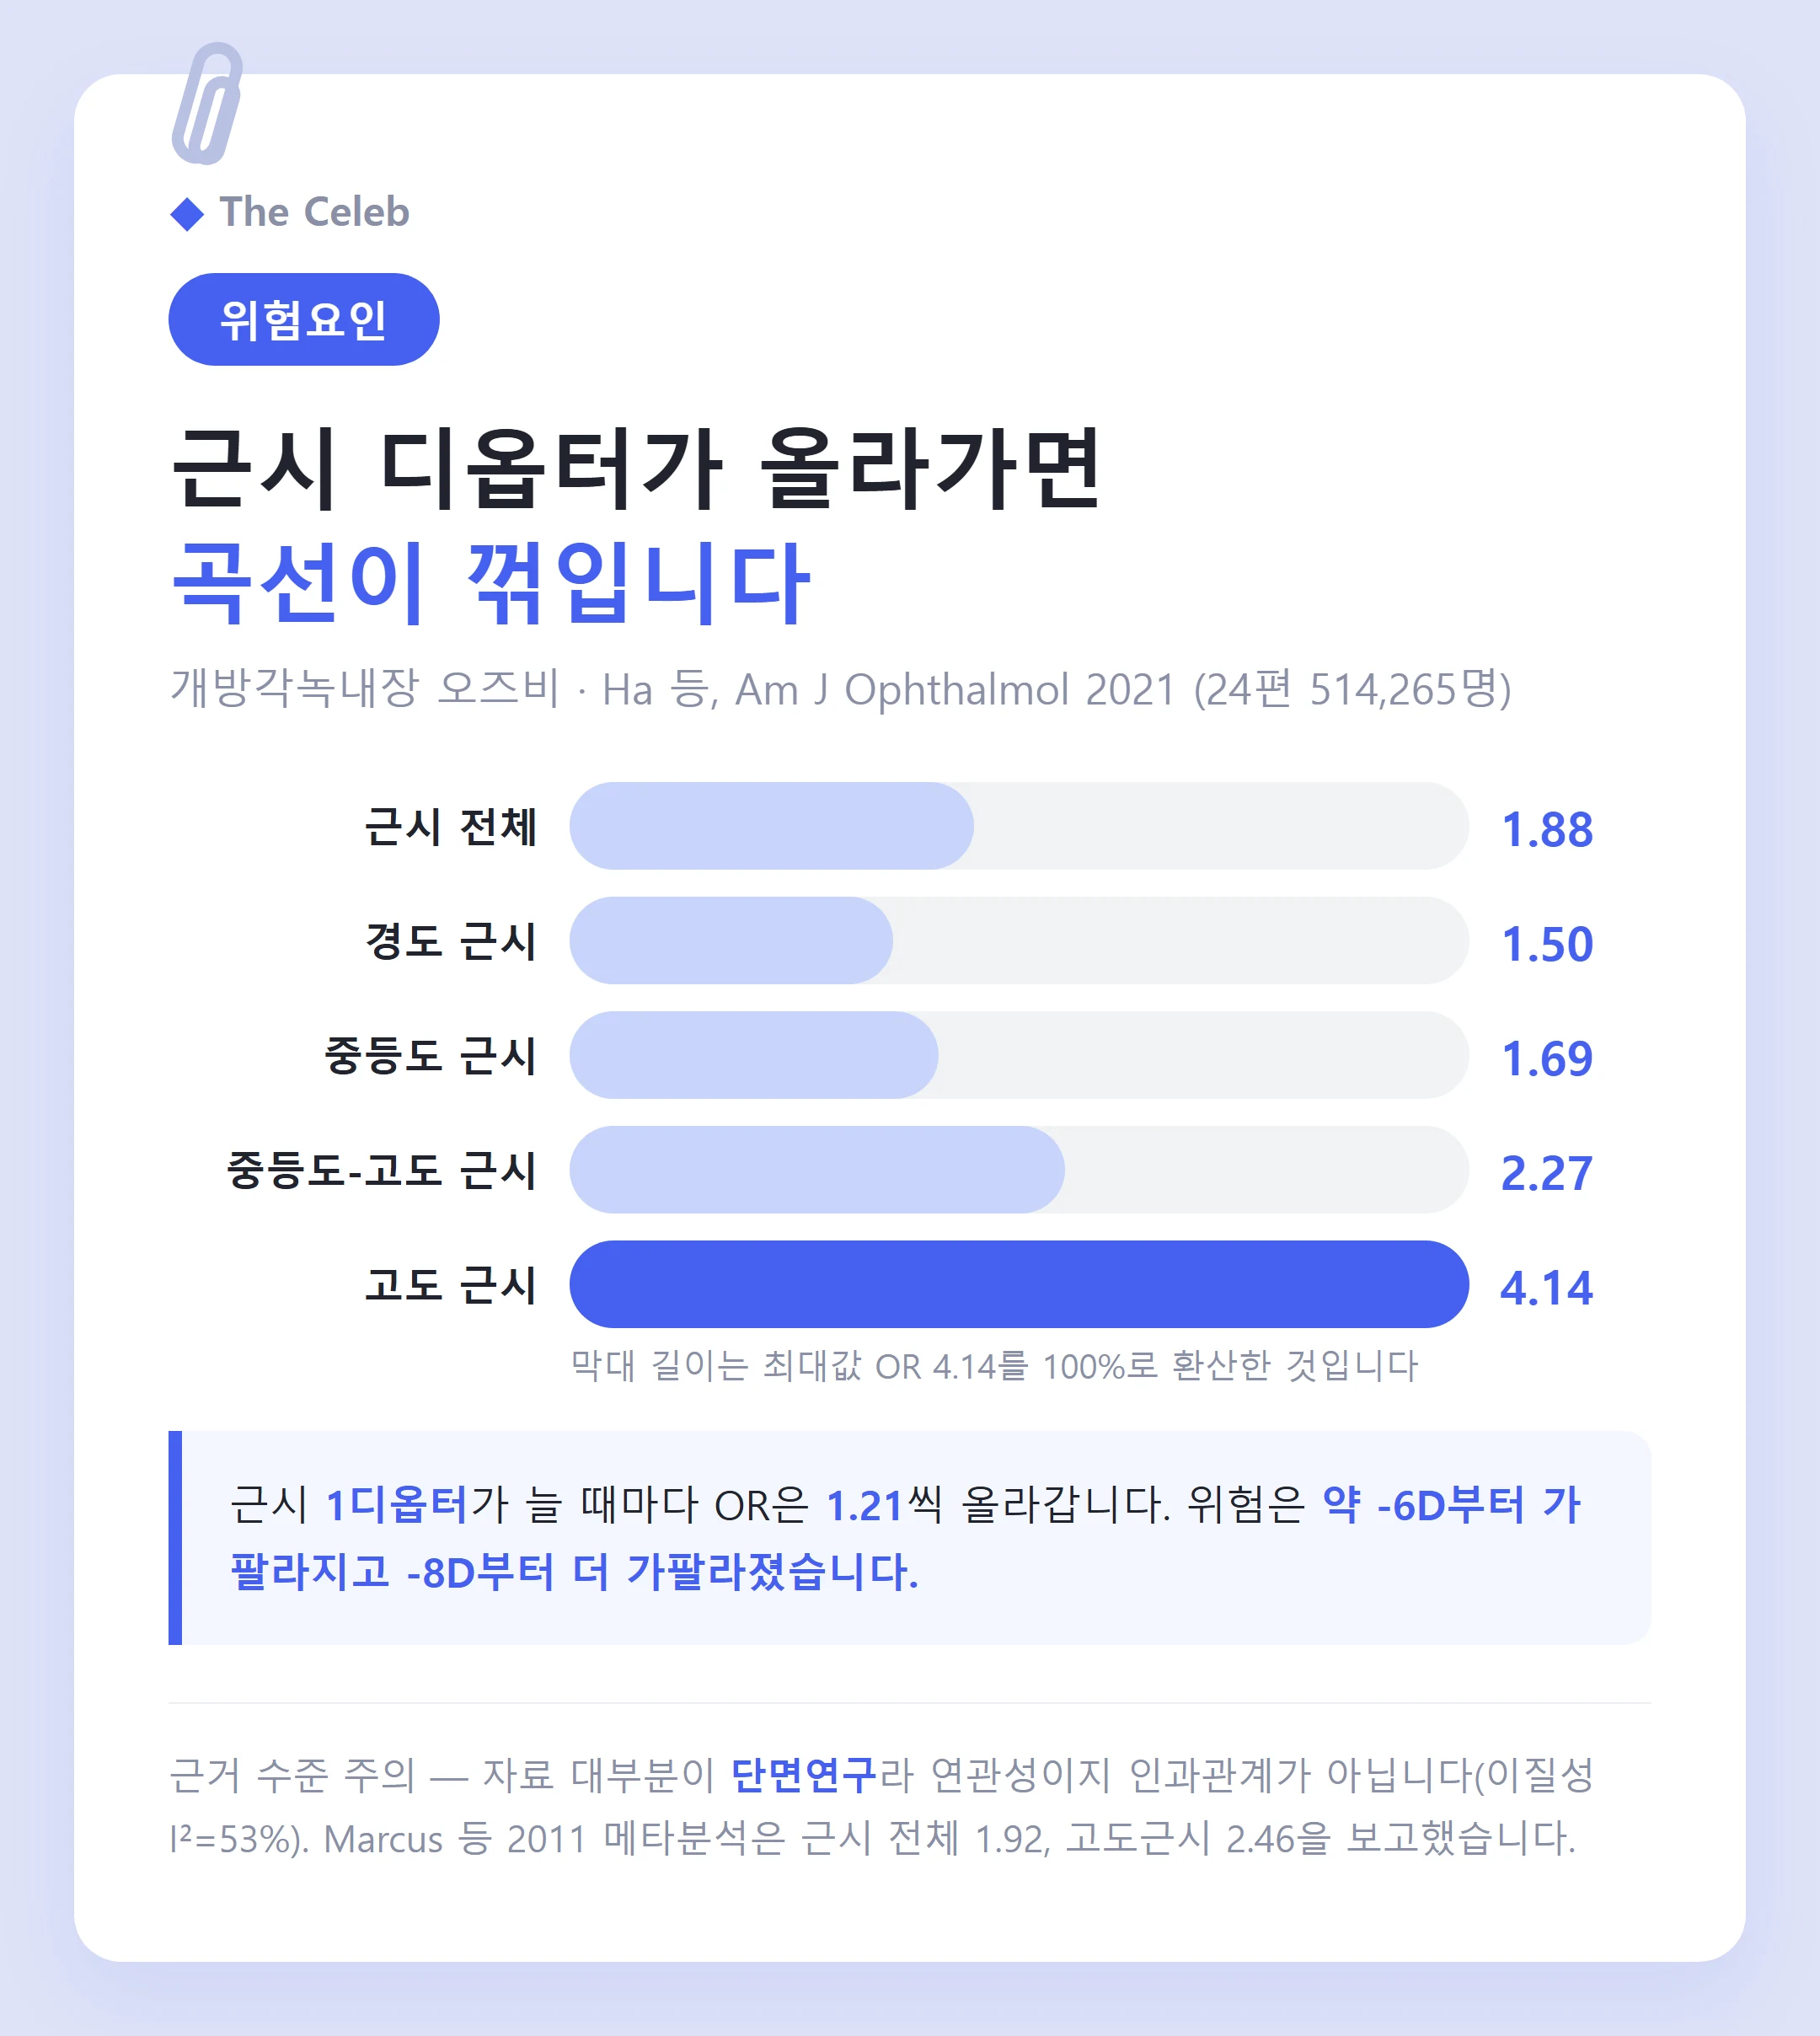 The Celeb
위험요인
근시 디옵터가 올라가면
곡선이 꺾입니다
개방각녹내장 오즈비 · Ha 등, Am J Ophthalmol 2021 (24편 514,265명)
근시 전체 1.88
경도 근시 1.50
중등도 근시 1.69
중등도-고도 근시 2.27
고도 근시 4.14
막대 길이는 최대값 OR 4.14를 100%로 환산한 것입니다
근시 1디옵터가 늘 때마다 OR은 1.21씩 올라갑니다. 위험은 약 -6D부터 가
팔라지고 -8D부터 더 가팔라졌습니다.
근거 수준 주의 — 자료 대부분이 단면연구라 연관성이지 인과관계가 아닙니다(이질성
I²=53%). Marcus 등 2011 메타분석은 근시 전체 1.92, 고도근시 2.46을 보고했습니다.